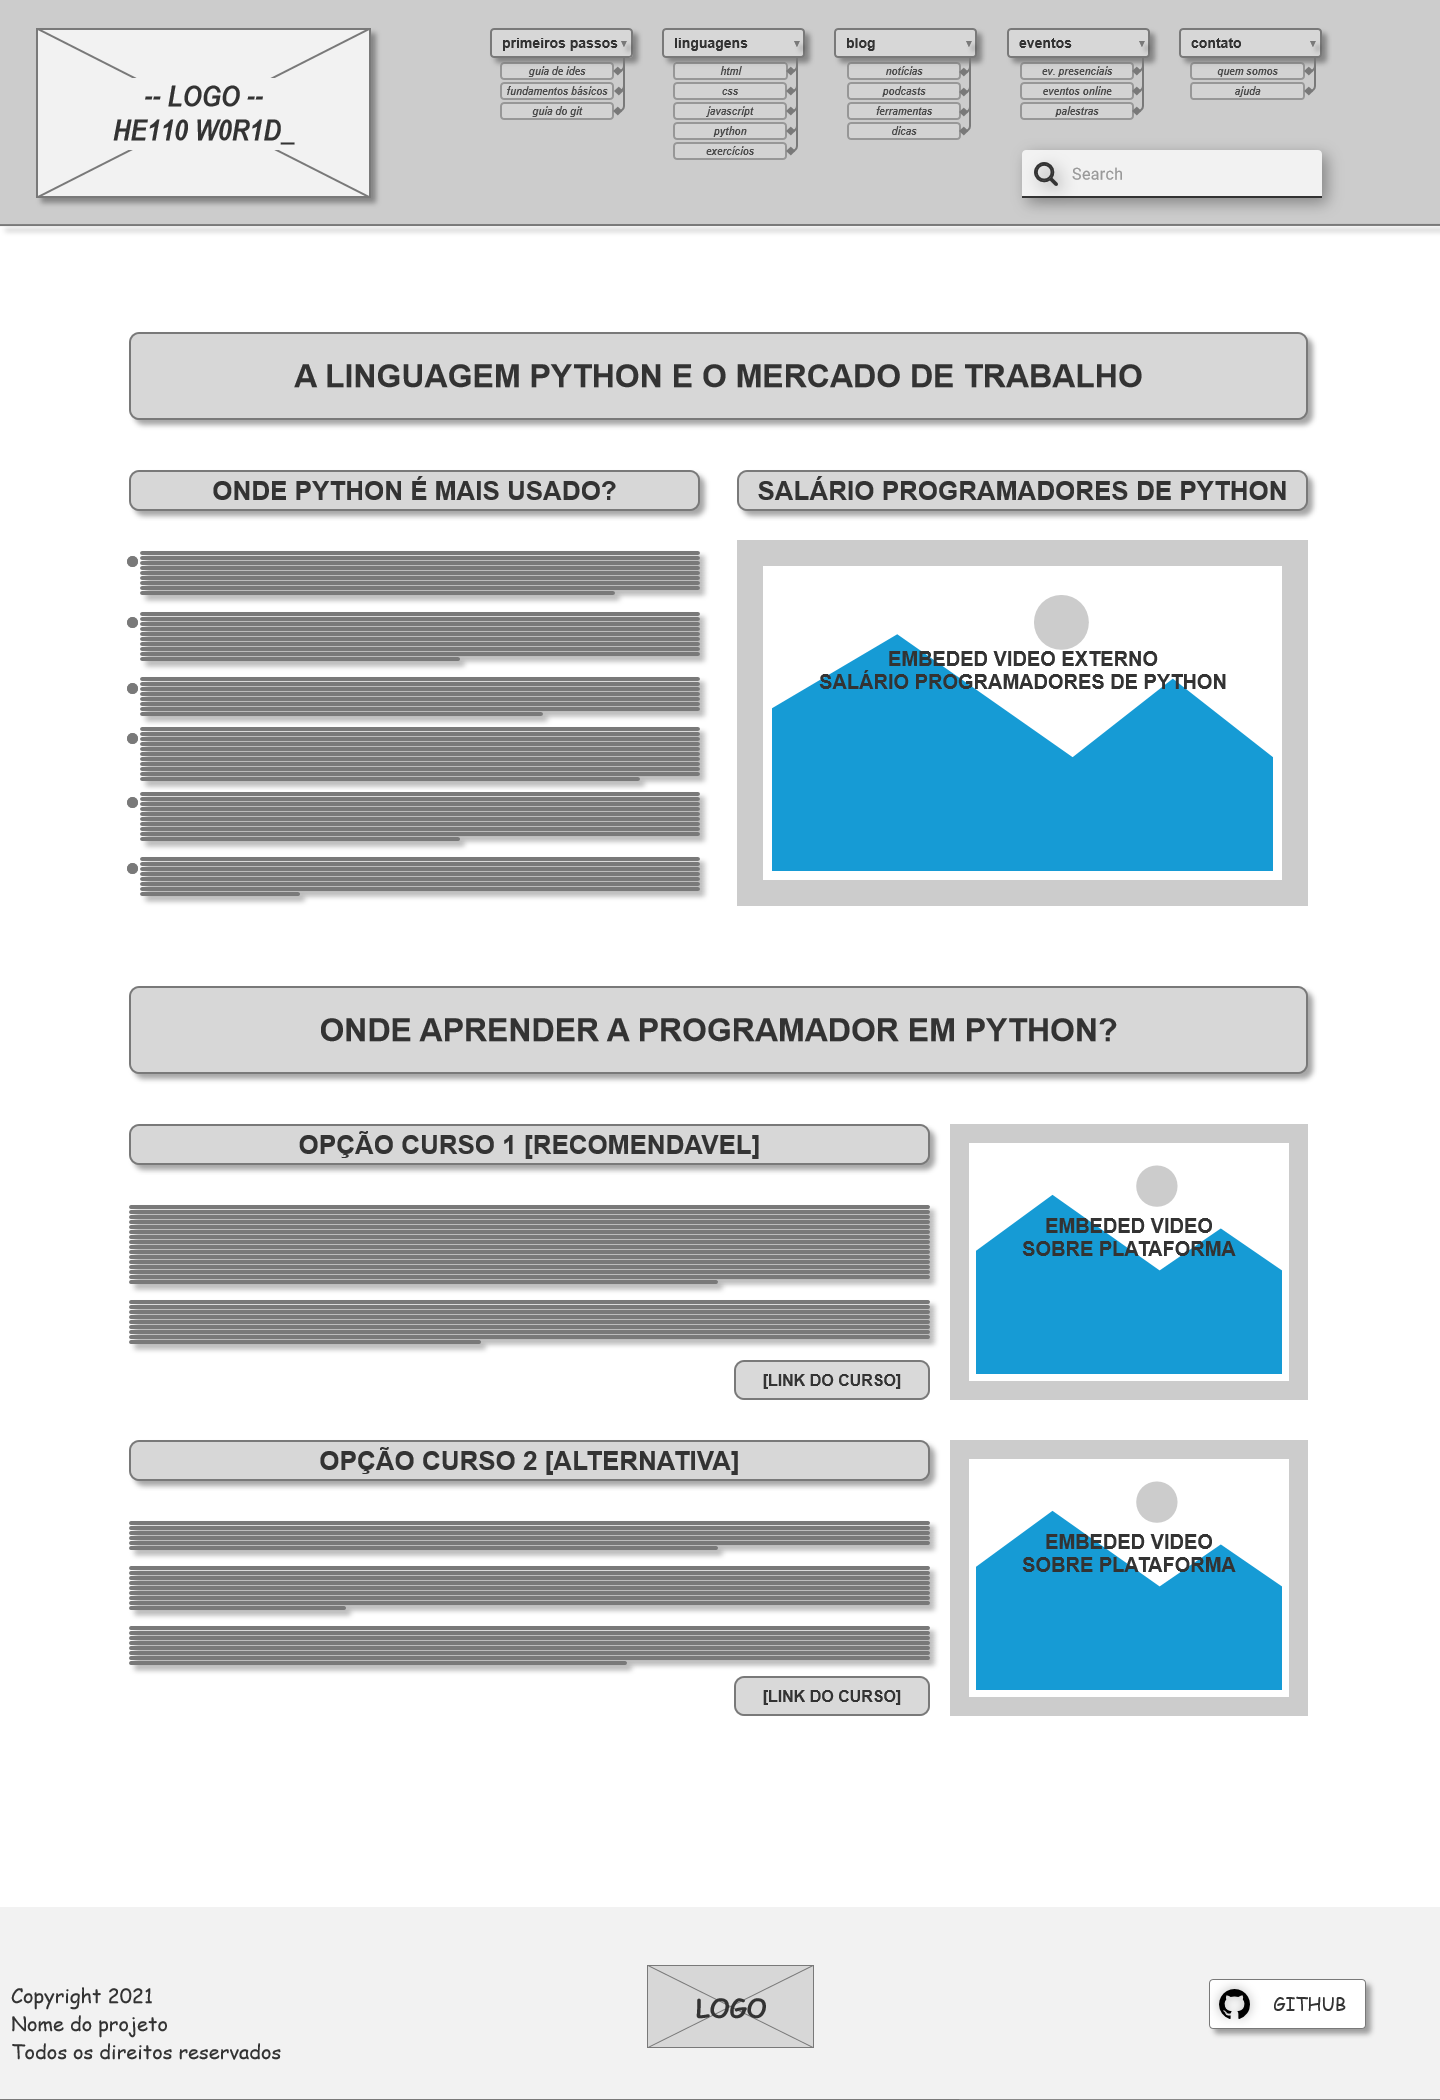 -- LOGO --
HE110 W0R1D_
primeiros passos
guia de ides
fundamentos básicos
guia do git
linguagens
html
css
javascript
python
exercícios
blog
notícias
podcasts
ferramentas
dicas
eventos
ev. presenciais
eventos online
palestras
contato
quem somos
ajuda
Search
A LINGUAGEM PYTHON E O MERCADO DE TRABALHO
ONDE PYTHON É MAIS USADO?
SALÁRIO PROGRAMADORES DE PYTHON
EMBEDED VIDEO EXTERNO
SALÁRIO PROGRAMADORES DE PYTHON
ONDE APRENDER A PROGRAMADOR EM PYTHON?
OPÇÃO CURSO 1 [RECOMENDAVEL]
EMBEDED VIDEO
SOBRE PLATAFORMA
[LINK DO CURSO]
OPÇÃO CURSO 2 [ALTERNATIVA]
EMBEDED VIDEO
SOBRE PLATAFORMA
[LINK DO CURSO]
Copyright 2021
Nome do projeto
Todos os direitos reservados
LOGO
GITHUB